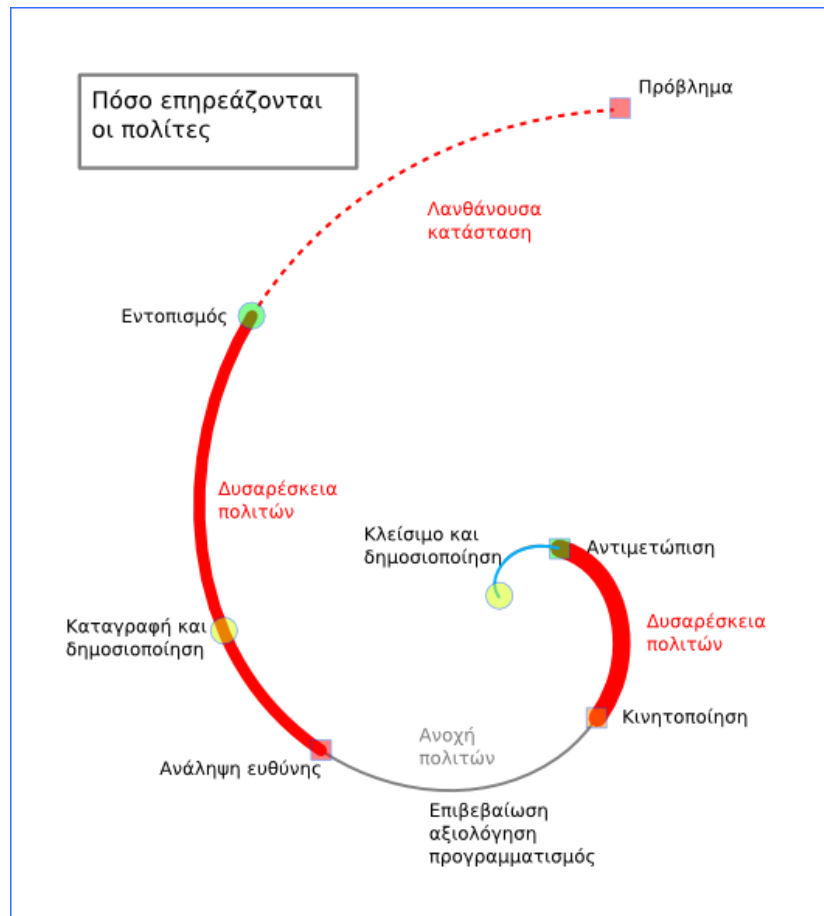 Πόσο επηρεάζονται
οι πολίτες
Πρόβλημα
Λανθάνουσα
κατάσταση
Εντοπισμός
Δυσαρέσκεια
πολιτών
Κλείσιμο και
δημοσιοποίηση
Αντιμετώπιση
Καταγραφή και
δημοσιοποίηση
Δυσαρέσκεια
πολιτών
Κινητοποίηση
Ανοχή
πολιτών
Ανάληψη ευθύνης
Επιβεβαίωση
αξιολόγηση
προγραμματισμός